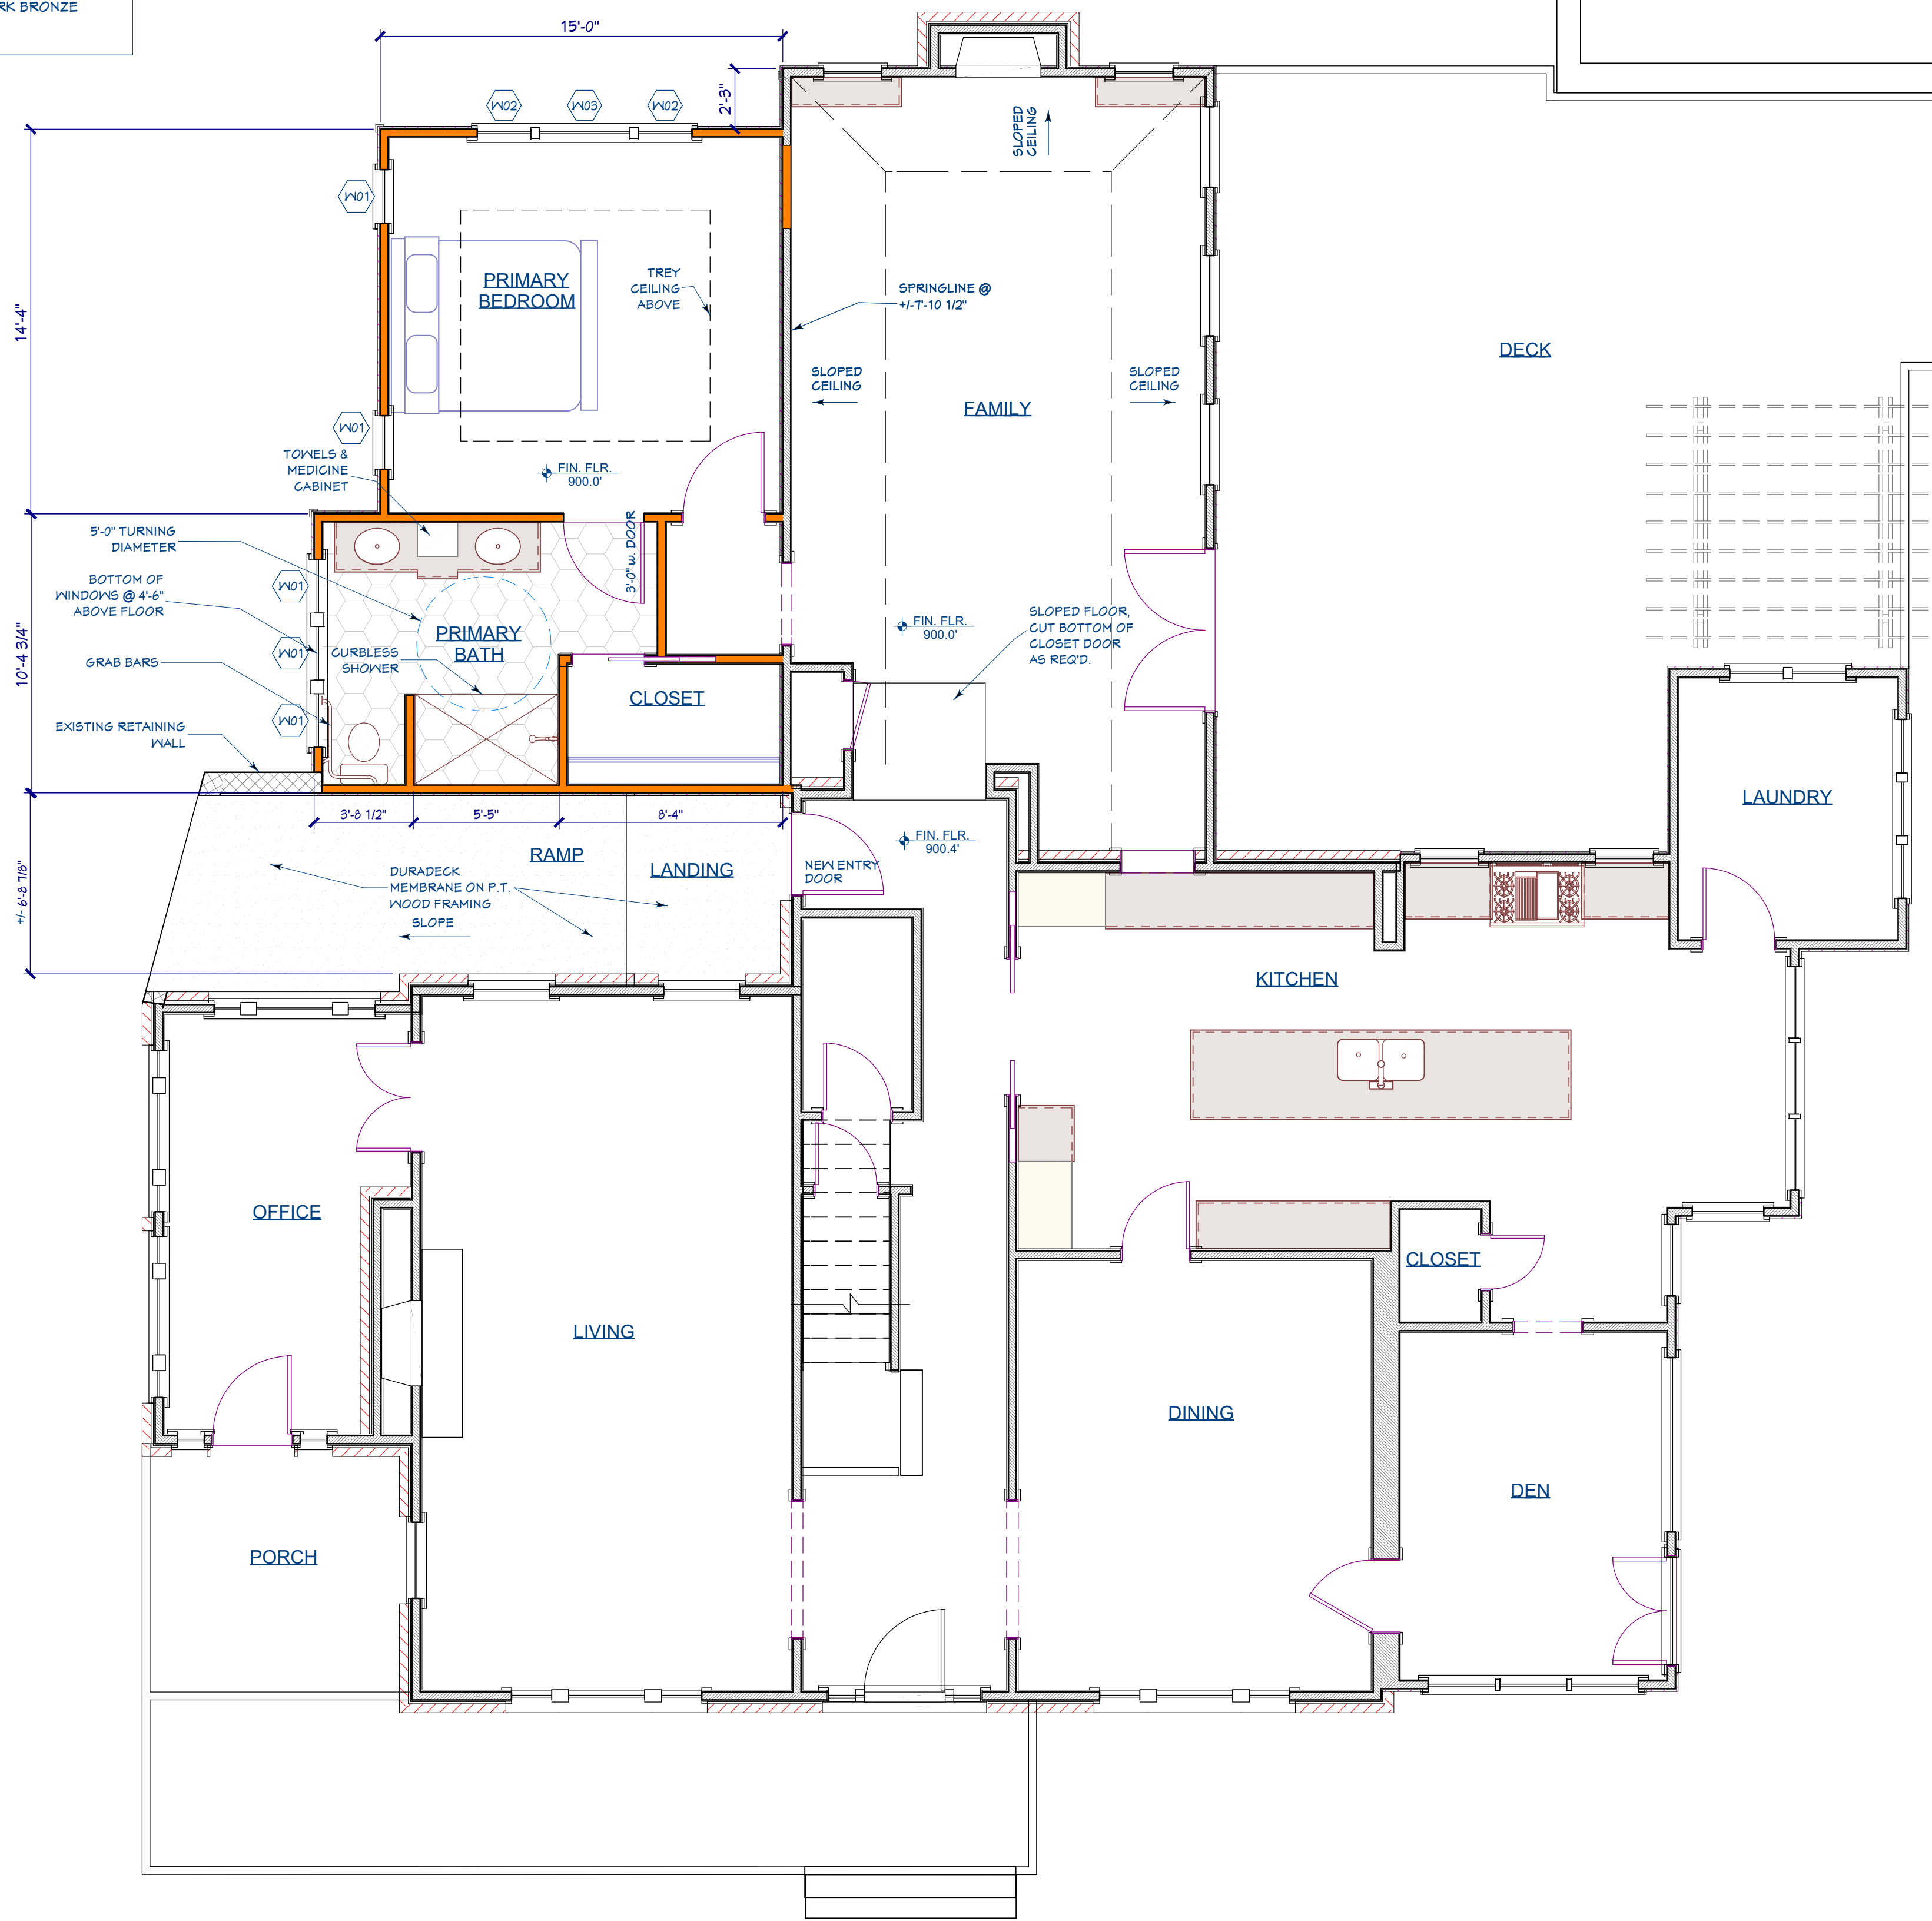 RK BRONZE
15'-0"
2'-3"
W02
W03
W02
SLOPED
CEILING
W01
14'-4"
PRIMARY
BEDROOM
TREY
CEILING
ABOVE
SPRINGLINE @
+/-7'-10 1/2"
SLOPED
CEILING
SLOPED
CEILING
FAMILY
DECK
W01
TOWELS &
MEDICINE
CABINET
FIN. FLR.
900.0'
5'-0" TURNING
DIAMETER
3'-0" W. DOOR
BOTTOM OF
WINDOWS @ 4'-6"
ABOVE FLOOR
W01
10'-4 3/4"
PRIMARY
BATH
CURBLESS
SHOWER
GRAB BARS
W01
FIN. FLR.
900.0'
SLOPED FLOOR,
CUT BOTTOM OF
CLOSET DOOR
AS REQ'D.
CLOSET
W01
EXISTING RETAINING
WALL
LAUNDRY
3'-8 1/2"
5'-5"
8'-4"
+/- 6'-8 7/8"
RAMP
LANDING
NEW ENTRY
DOOR
FIN. FLR.
900.4'
DURADECK
MEMBRANE ON P.T.
WOOD FRAMING
SLOPE
KITCHEN
OFFICE
CLOSET
LIVING
DINING
DEN
PORCH